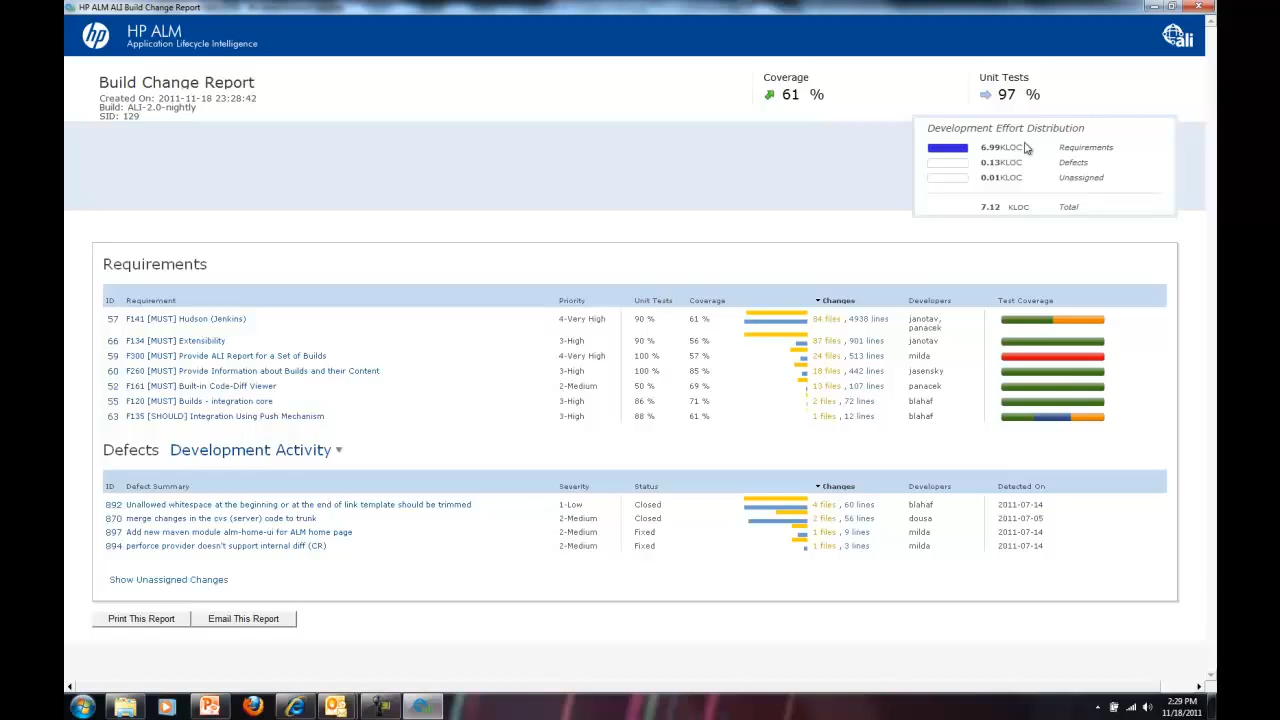 HP ALM ALI Build Change Report
hp
HP ALM
Application Lifecycle Intelligence
ali
Build Change Report
Created On: 2011-11-18 23:28:42
Build: ALI-2.0-nightly
SID: 129
Coverage
61 %
Unit Tests
97 %
Development Effort Distribution
6.99KLOC Requirements
0.13KLOC Defects
0.01KLOC Unassigned
7.12 KLOC Total
Requirements
ID Requirement Priority Unit Tests Coverage Changes Developers Test Coverage
57 F141 [MUST] Hudson (Jenkins) 4-Very High 90 % 61 % 84 files , 4938 lines janotav,
panacek
66 F134 [MUST] Extensibility 3-High 90 % 56 % 87 files , 901 lines janotav
59 F300 [MUST] Provide ALI Report for a Set of Builds 4-Very High 100 % 57 % 24 files , 513 lines milda
60 F260 [MUST] Provide Information about Builds and their Content 3-High 100 % 85 % 18 files , 442 lines jasensky
52 F161 [MUST] Built-in Code-Diff Viewer 2-Medium 50 % 69 % 13 files , 107 lines panacek
55 F120 [MUST] Builds - integration core 3-High 86 % 71 % 2 files , 72 lines blahaf
63 F135 [SHOULD] Integration Using Push Mechanism 3-High 88 % 61 % 1 files , 12 lines blahaf
Defects Development Activity
ID Defect Summary Severity Status Changes Developers Detected On
892 Unallowed whitespace at the beginning or at the end of link template should be trimmed 1-Low Closed 4 files , 60 lines blahaf 2011-07-14
870 merge changes in the cvs (server) code to trunk 2-Medium Closed 2 files , 56 lines dousa 2011-07-05
897 Add new maven module alm-home-ui for ALM home page 2-Medium Fixed 1 files , 9 lines milda 2011-07-14
894 perforce provider doesn't support internal diff (CR) 2-Medium Fixed 1 files , 3 lines milda 2011-07-14
Show Unassigned Changes
Print This Report Email This Report
2:29 PM
11/18/2011